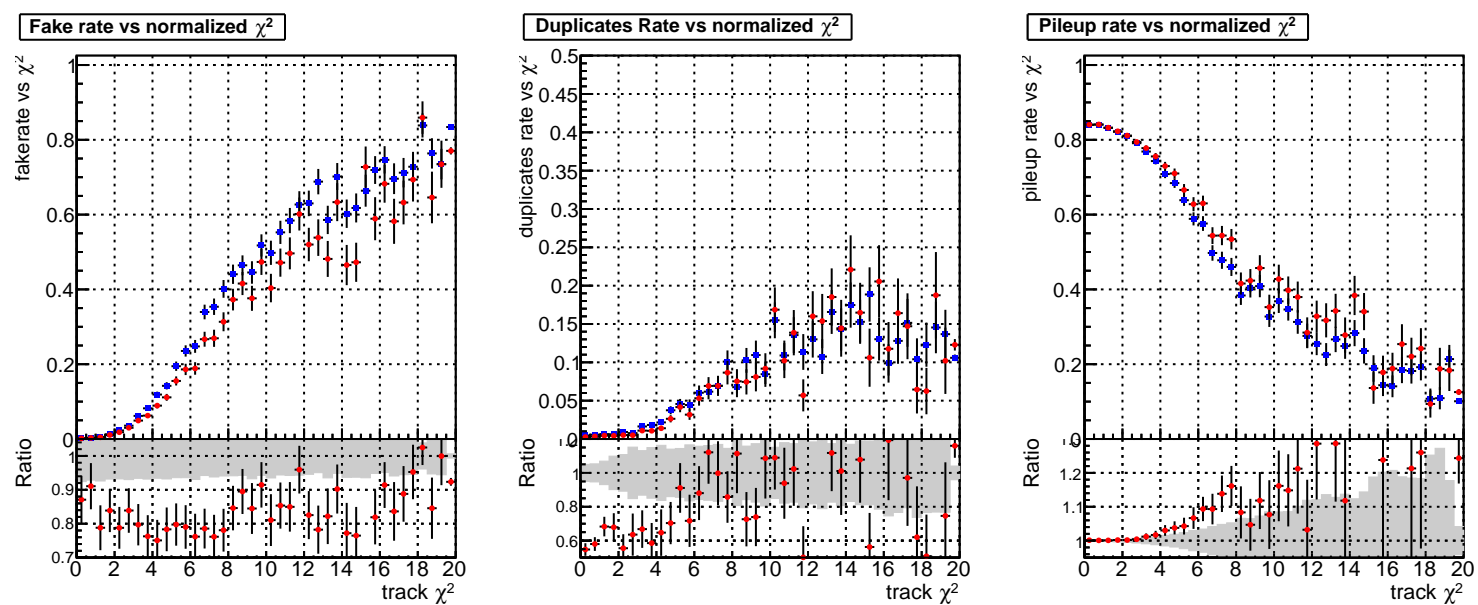 Fake rate vs normalized χ²
fakerate vs χ²
1
0.8
0.6
0.4
0.2
0
Ratio
1
0.9
0.8
0.7
0 2 4 6 8 10 12 14 16 18 20
track χ²
Duplicates Rate vs normalized χ²
duplicates rate vs χ²
0.5
0.45
0.4
0.35
0.3
0.25
0.2
0.15
0.1
0.05
0
Ratio
1
0.8
0.6
0 2 4 6 8 10 12 14 16 18 20
track χ²
Pileup rate vs normalized χ²
pileup rate vs χ²
1
0.8
0.6
0.4
0.2
0
Ratio
1.2
1.1
1
0 2 4 6 8 10 12 14 16 18 20
track χ²